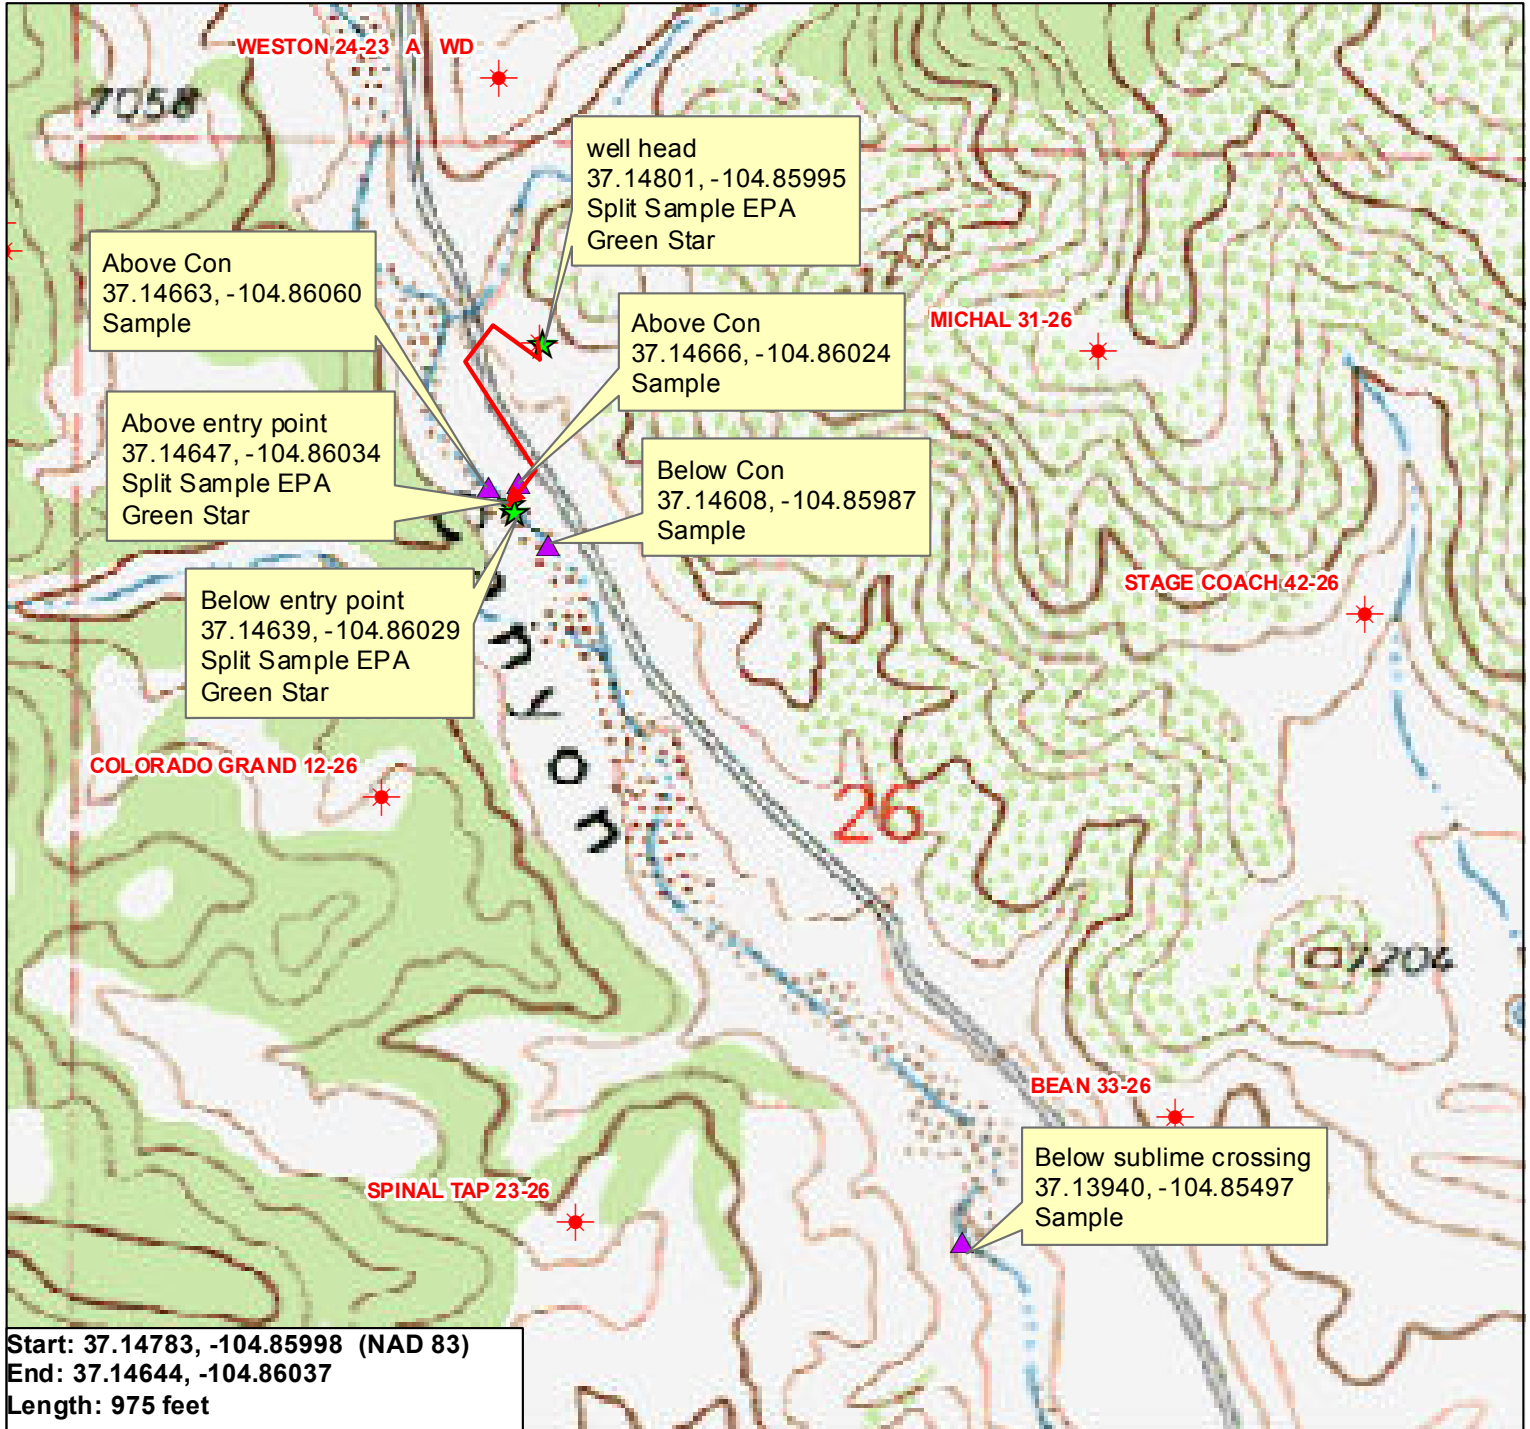 WESTON 24-23 A WD
7058
well head
37.14801, -104.85995
Split Sample EPA
Green Star
Above Con
37.14663, -104.86060
Sample
Above Con
37.14666, -104.86024
Sample
MICHAL 31-26
Above entry point
37.14647, -104.86034
Split Sample EPA
Green Star
Below Con
37.14608, -104.85987
Sample
STAGE COACH 42-26
Below entry point
37.14639, -104.86029
Split Sample EPA
Green Star
nyon
COLORADO GRAND 12-26
26
7204
BEAN 33-26
Below sublime crossing
37.13940, -104.85497
Sample
SPINAL TAP 23-26
Start: 37.14783, -104.85998 (NAD 83)
End: 37.14644, -104.86037
Length: 975 feet